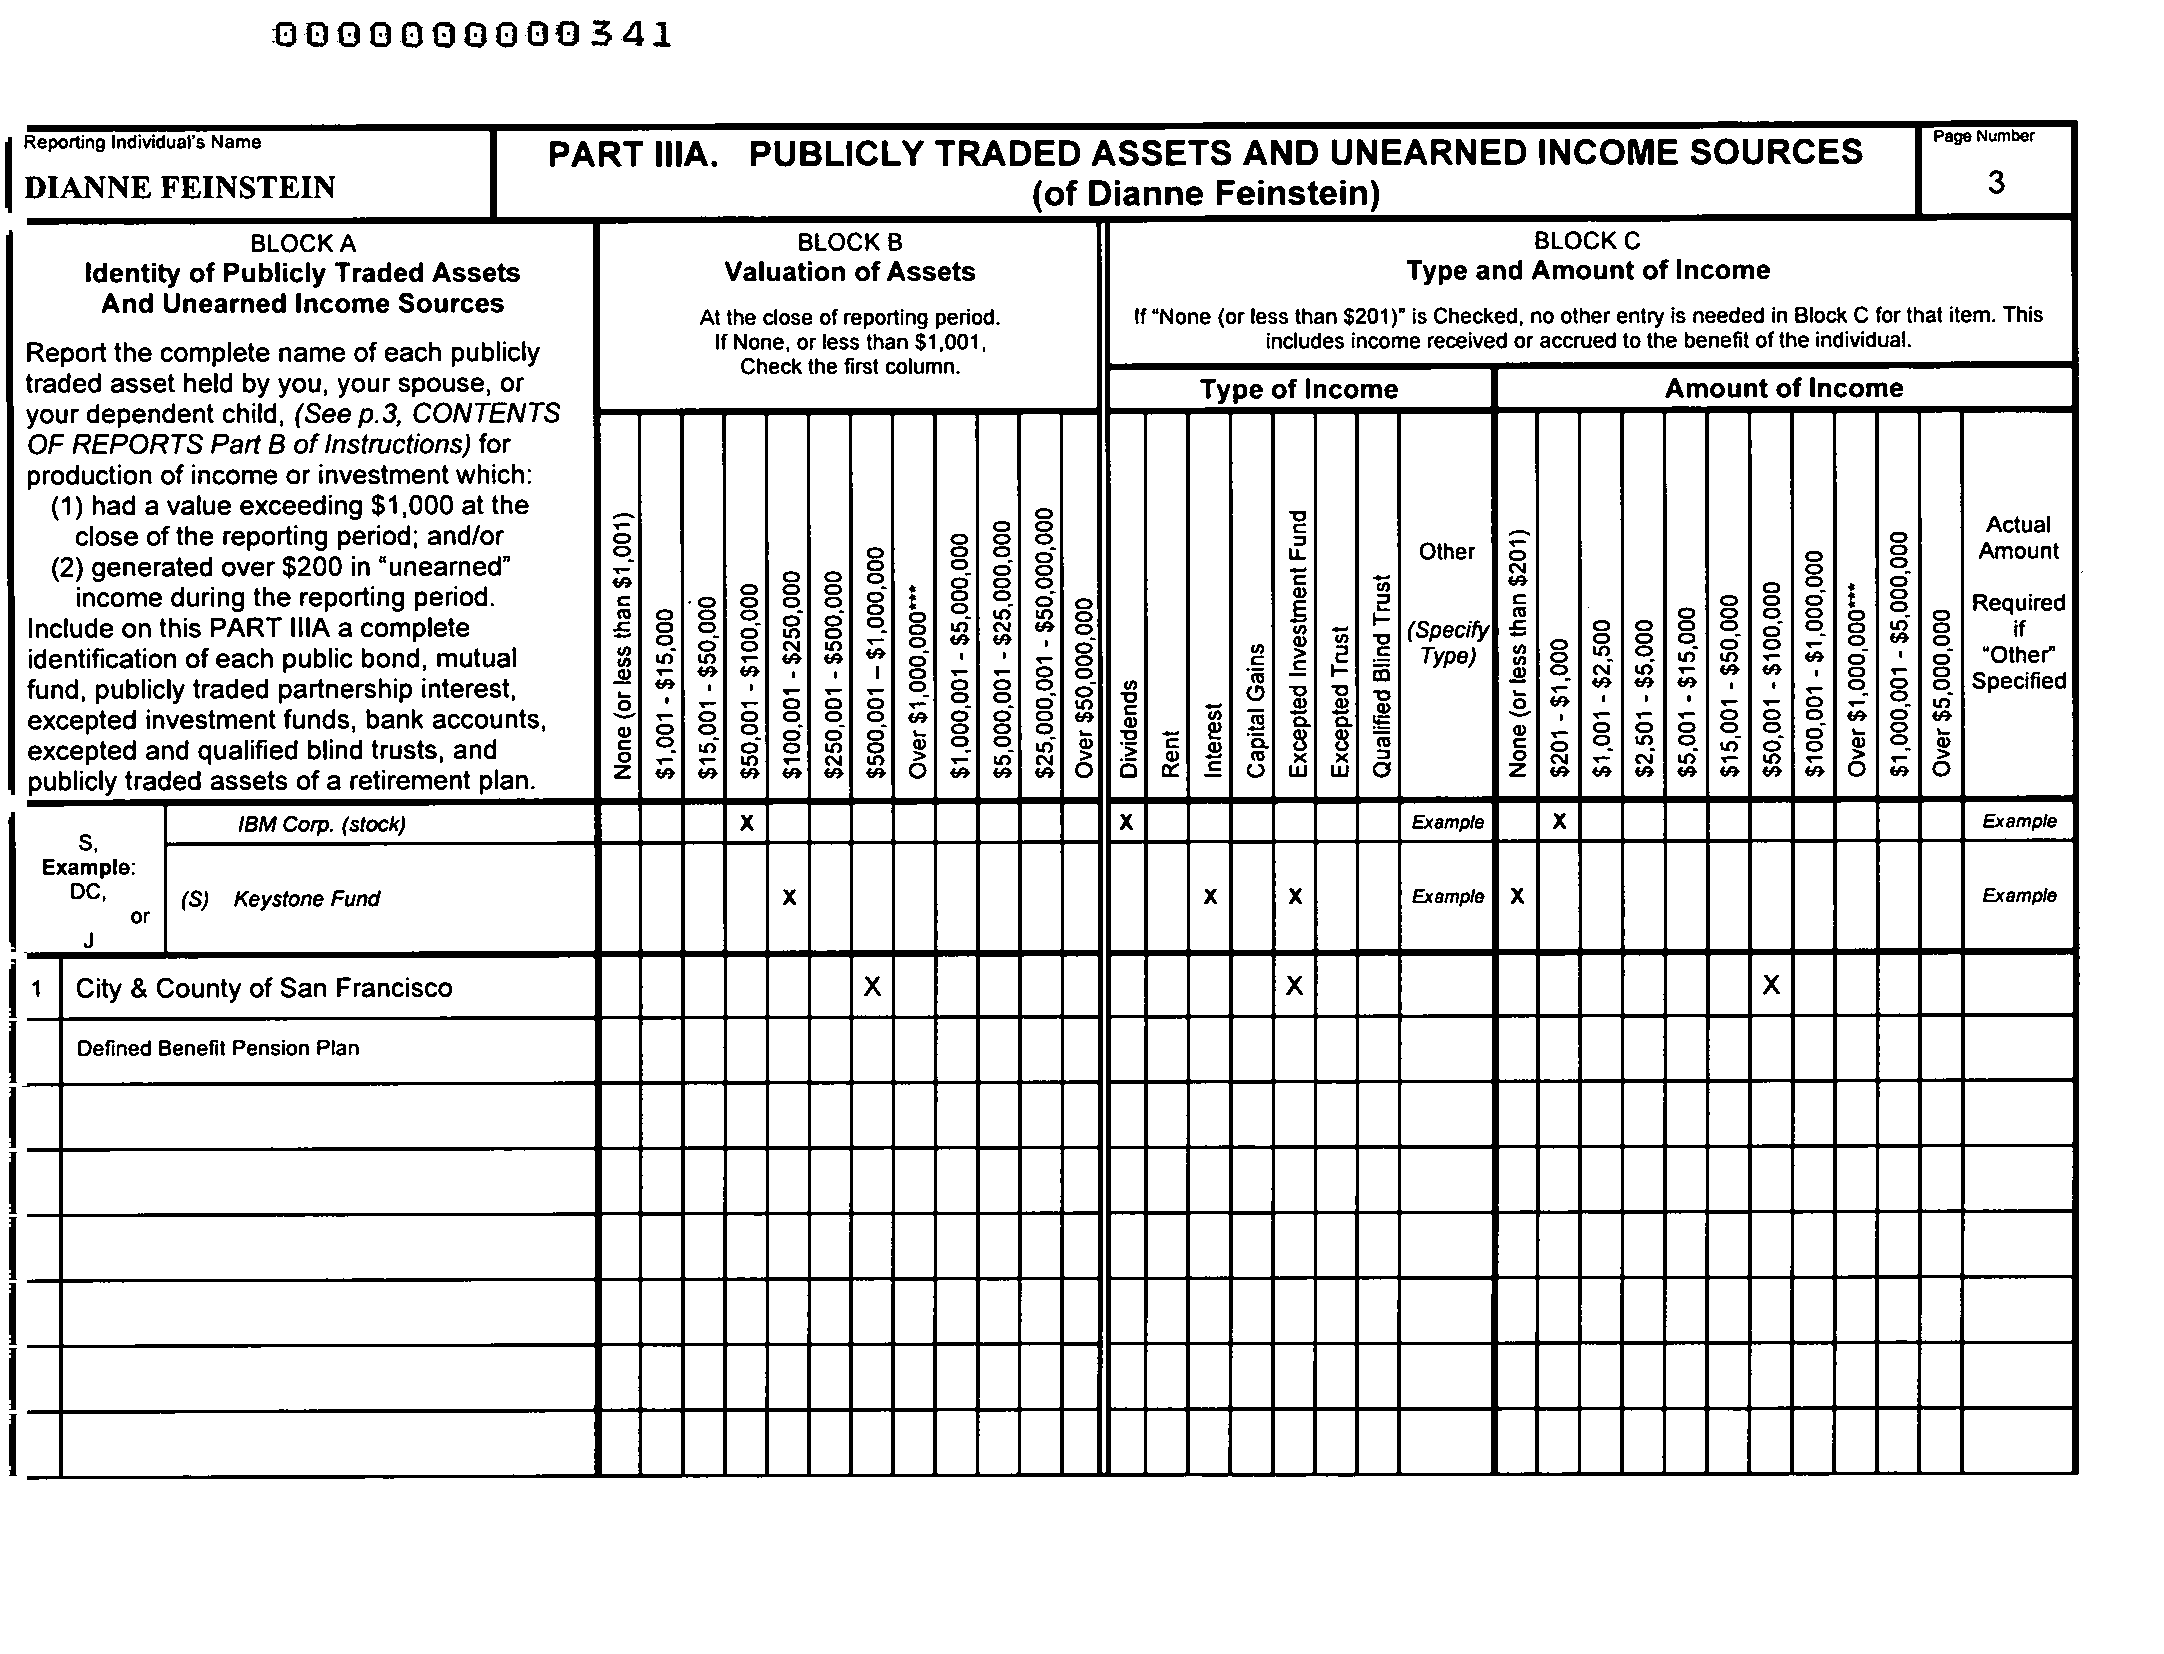 0000000000341
Reporting Individual's Name
DIANNE FEINSTEIN
PART IIIA. PUBLICLY TRADED ASSETS AND UNEARNED INCOME SOURCES
(of Dianne Feinstein)
Page Number
3
BLOCK A
Identity of Publicly Traded Assets
And Unearned Income Sources
Report the complete name of each publicly
traded asset held by you, your spouse, or
your dependent child, (See p.3, CONTENTS
OF REPORTS Part B of Instructions) for
production of income or investment which:
(1) had a value exceeding $1,000 at the
close of the reporting period; and/or
(2) generated over $200 in "unearned"
income during the reporting period.
Include on this PART IIIA a complete
identification of each public bond, mutual
fund, publicly traded partnership interest,
excepted investment funds, bank accounts,
excepted and qualified blind trusts, and
publicly traded assets of a retirement plan.
BLOCK B
Valuation of Assets
At the close of reporting period.
If None, or less than $1,001,
Check the first column.
None (or less than $1,001)
$1,001 - $15,000
$15,001 - $50,000
$50,001 - $100,000
$100,001 - $250,000
$250,001 - $500,000
$500,001 – $1,000,000
Over $1,000,000***
$1,000,001 - $5,000,000
$5,000,001 - $25,000,000
$25,000,001 - $50,000,000
Over $50,000,000
BLOCK C
Type and Amount of Income
If "None (or less than $201)" is Checked, no other entry is needed in Block C for that item. This
includes income received or accrued to the benefit of the individual.
Type of Income
Dividends
Rent
Interest
Capital Gains
Excepted Investment Fund
Excepted Trust
Qualified Blind Trust
Other
(Specify
Type)
Amount of Income
None (or less than $201)
$201 - $1,000
$1,001 - $2,500
$2,501 - $5,000
$5,001 - $15,000
$15,001 - $50,000
$50,001 - $100,000
$100,001 - $1,000,000
Over $1,000,000***
$1,000,001 - $5,000,000
Over $5,000,000
Actual
Amount
Required
if
"Other"
Specified
S,
Example:
DC,
or
J
IBM Corp. (stock) X X Example X Example
(S) Keystone Fund X X X Example X Example
1 City & County of San Francisco X X X
Defined Benefit Pension Plan